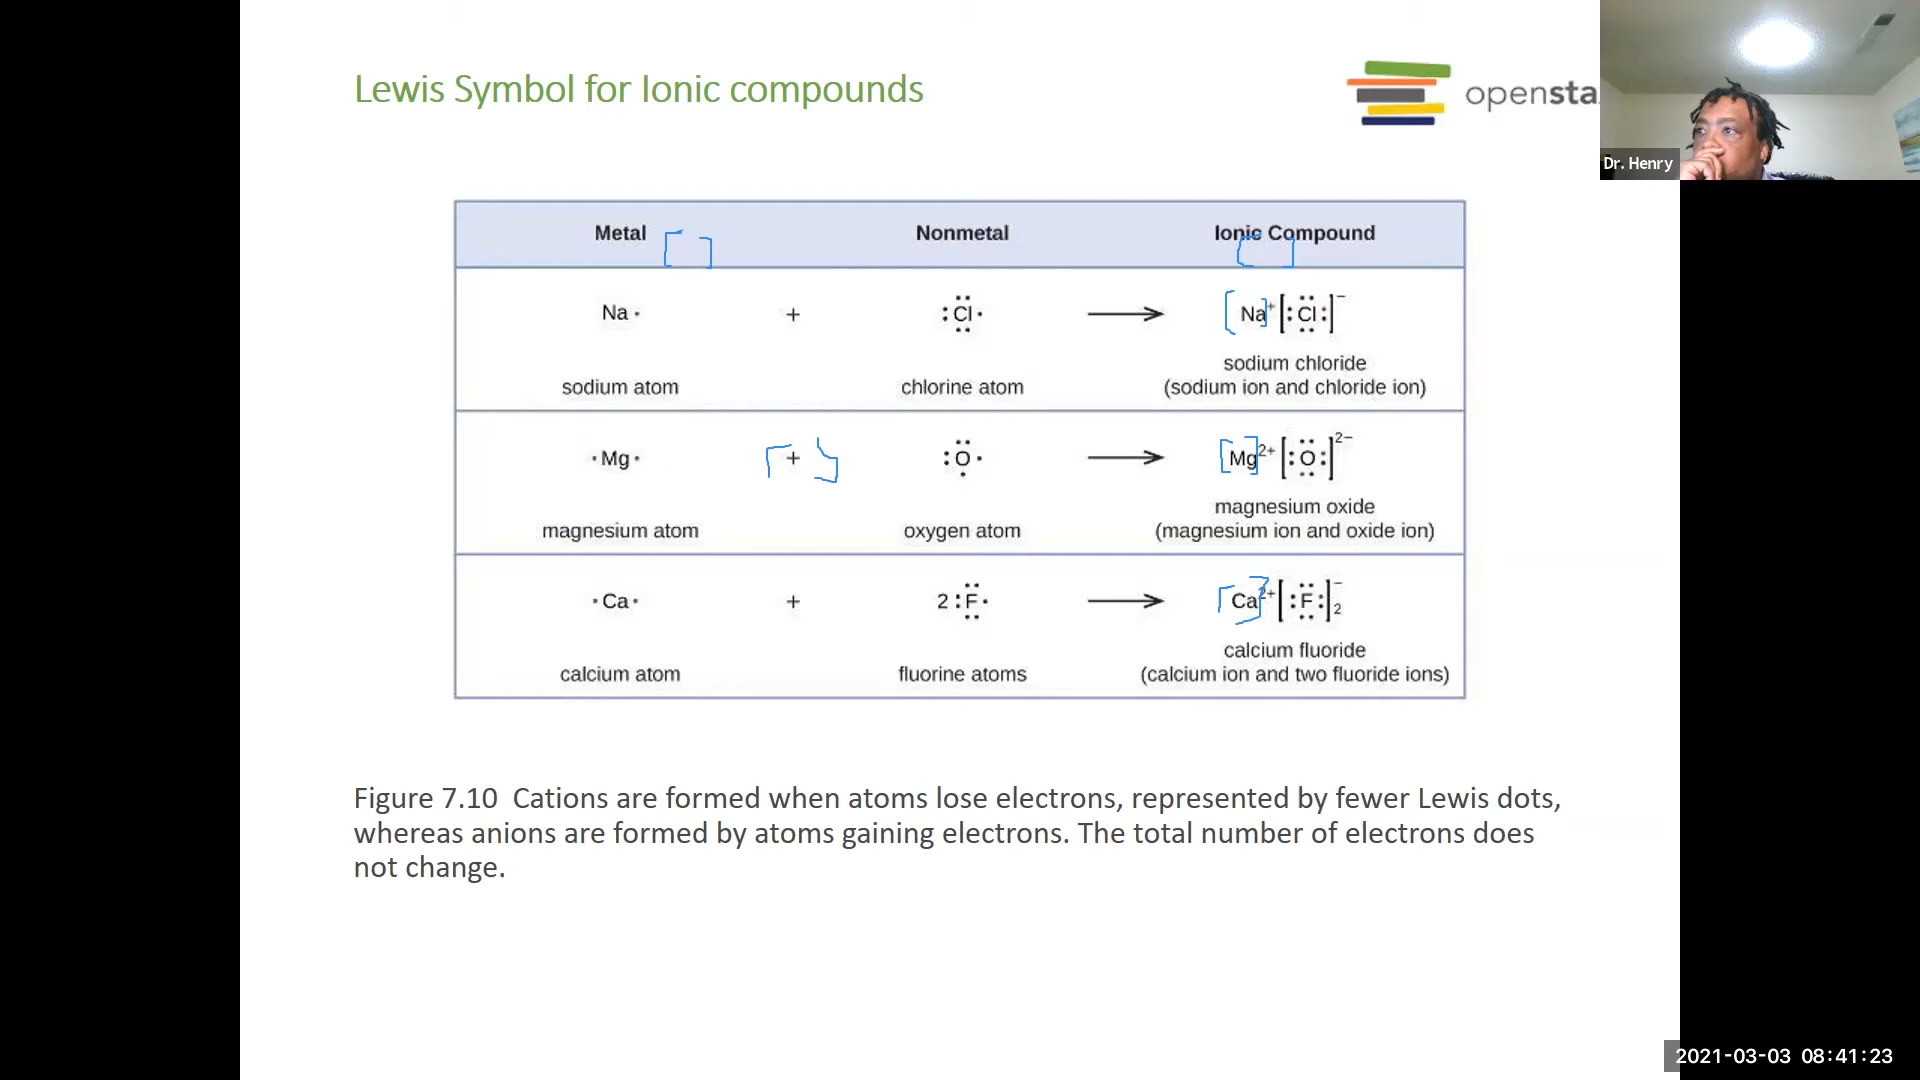 Lewis Symbol for Ionic compounds
opensta
Dr. Henry
Metal Nonmetal Ionic Compound
Na · + :Cl· → Na+ [:Cl:]−
sodium chloride
sodium atom chlorine atom (sodium ion and chloride ion)
·Mg· + :O· → Mg2+ [:O:]2−
magnesium oxide
magnesium atom oxygen atom (magnesium ion and oxide ion)
·Ca· + 2 :F· → Ca2+ [:F:]−2
calcium fluoride
calcium atom fluorine atoms (calcium ion and two fluoride ions)
Figure 7.10 Cations are formed when atoms lose electrons, represented by fewer Lewis dots,
whereas anions are formed by atoms gaining electrons. The total number of electrons does
not change.
2021-03-03 08:41:23